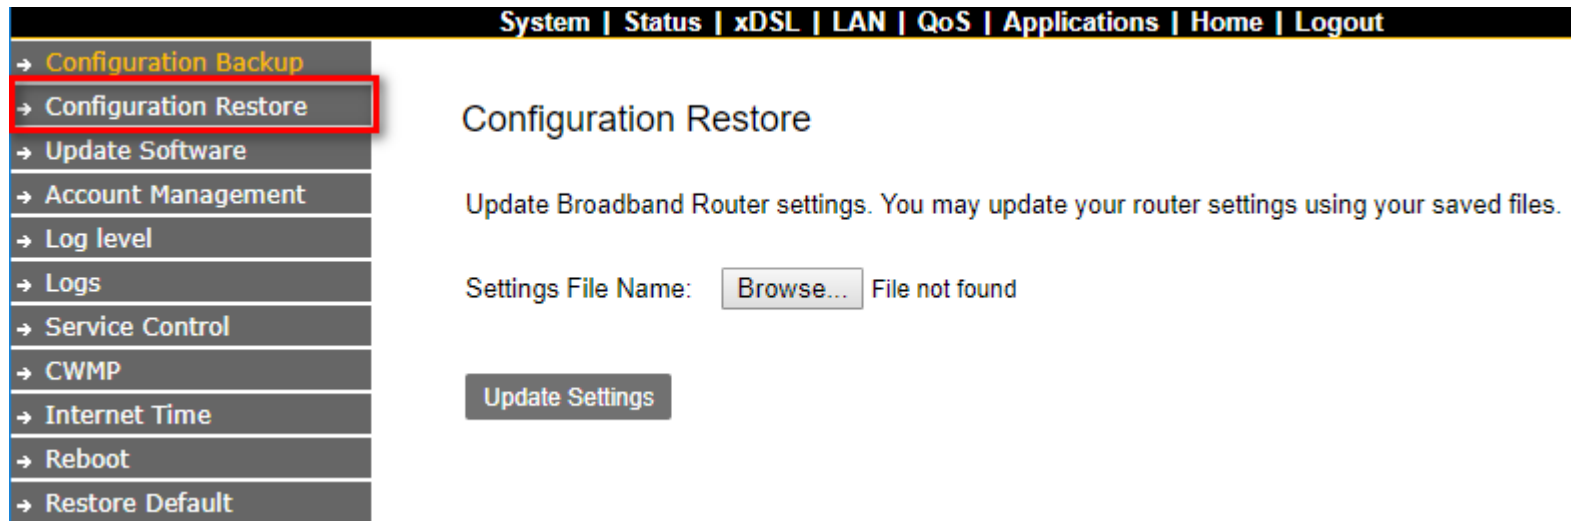 System | Status | xDSL | LAN | QoS | Applications | Home | Logout
→ Configuration Backup
→ Configuration Restore
→ Update Software
→ Account Management
→ Log level
→ Logs
→ Service Control
→ CWMP
→ Internet Time
→ Reboot
→ Restore Default
Configuration Restore
Update Broadband Router settings. You may update your router settings using your saved files.
Settings File Name: Browse... File not found
Update Settings